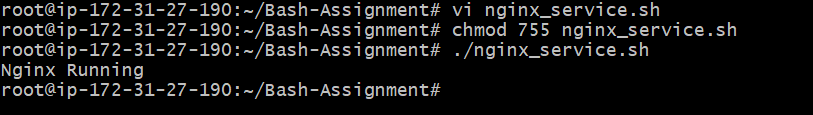 root@ip-172-31-27-190:~/Bash-Assignment# vi nginx_service.sh
root@ip-172-31-27-190:~/Bash-Assignment# chmod 755 nginx_service.sh
root@ip-172-31-27-190:~/Bash-Assignment# ./nginx_service.sh
Nginx Running
root@ip-172-31-27-190:~/Bash-Assignment#